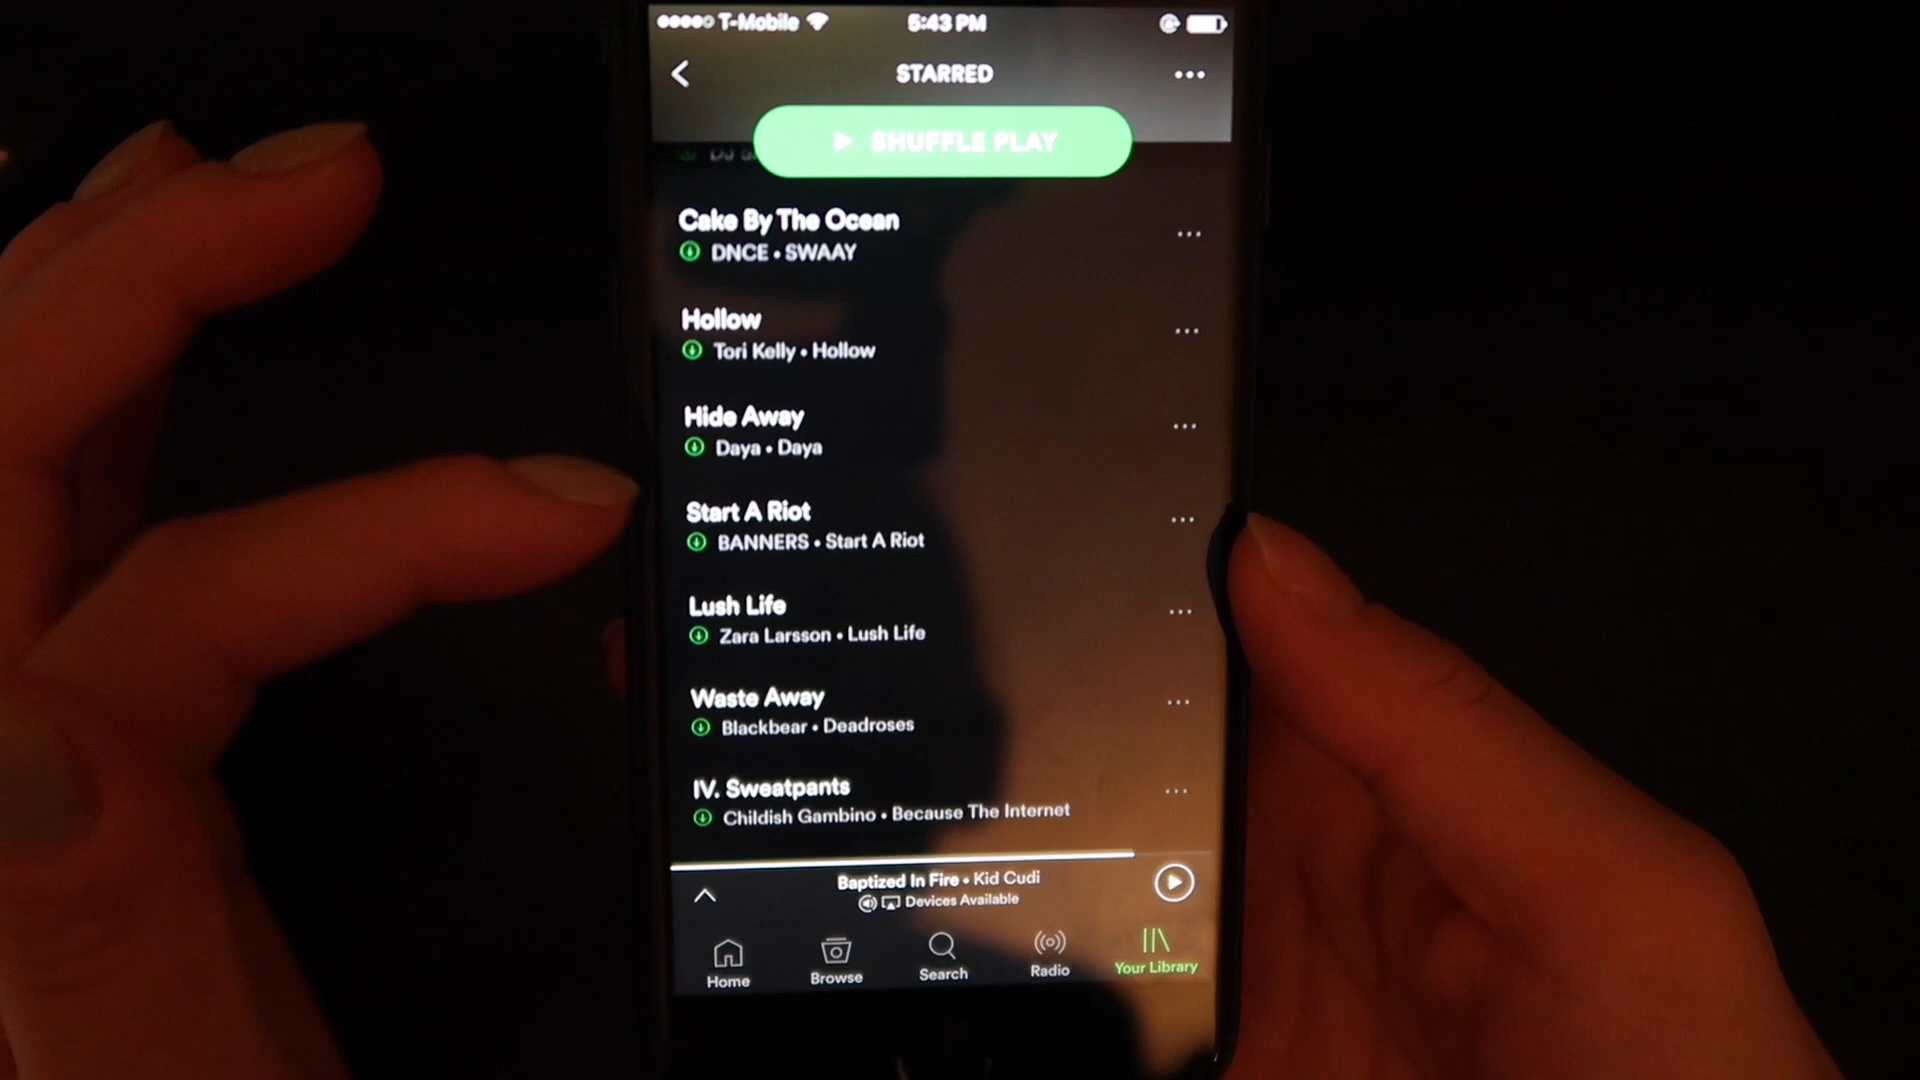 T-Mobile 5:43 PM
STARRED
SHUFFLE PLAY
DJ
Cake By The Ocean
DNCE • SWAAY
Hollow
Tori Kelly • Hollow
Hide Away
Daya • Daya
Start A Riot
BANNERS • Start A Riot
Lush Life
Zara Larsson • Lush Life
Waste Away
Blackbear • Deadroses
IV. Sweatpants
Childish Gambino • Because The Internet
Baptized In Fire • Kid Cudi
Devices Available
Home Browse Search Radio Your Library